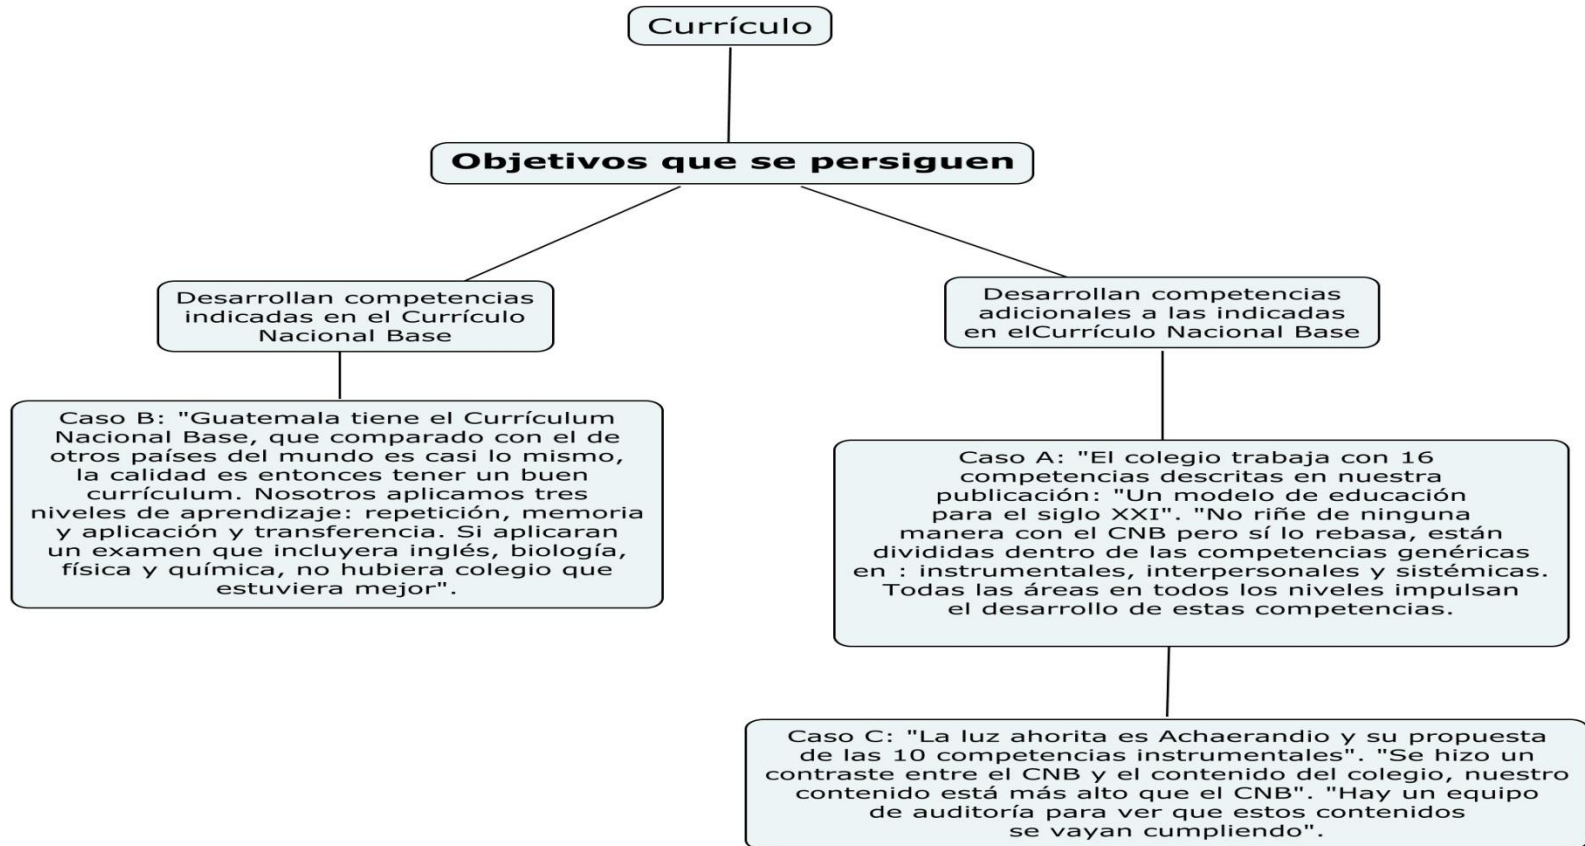 Currículo
Objetivos que se persiguen
Desarrollan competencias
indicadas en el Currículo
Nacional Base
Caso B: "Guatemala tiene el Currículum
Nacional Base, que comparado con el de
otros países del mundo es casi lo mismo,
la calidad es entonces tener un buen
currículum. Nosotros aplicamos tres
niveles de aprendizaje: repetición, memoria
y aplicación y transferencia. Si aplicaran
un examen que incluyera inglés, biología,
física y química, no hubiera colegio que
estuviera mejor".
Desarrollan competencias
adicionales a las indicadas
en elCurrículo Nacional Base
Caso A: "El colegio trabaja con 16
competencias descritas en nuestra
publicación: "Un modelo de educación
para el siglo XXI". "No riñe de ninguna
manera con el CNB pero sí lo rebasa, están
divididas dentro de las competencias genéricas
en : instrumentales, interpersonales y sistémicas.
Todas las áreas en todos los niveles impulsan
el desarrollo de estas competencias.
Caso C: "La luz ahorita es Achaerandio y su propuesta
de las 10 competencias instrumentales". "Se hizo un
contraste entre el CNB y el contenido del colegio, nuestro
contenido está más alto que el CNB". "Hay un equipo
de auditoría para ver que estos contenidos
se vayan cumpliendo".